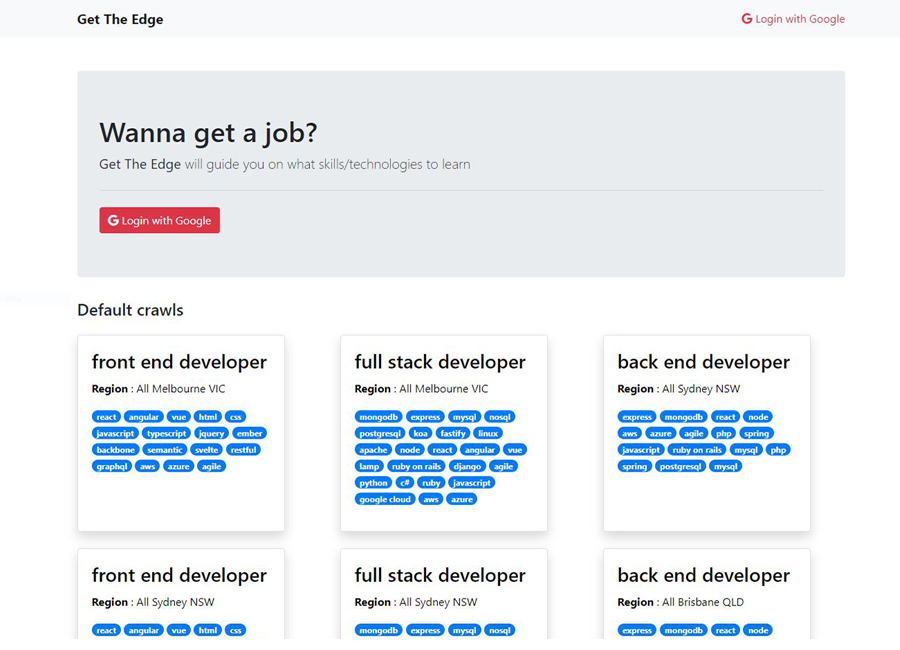 Get The Edge
Login with Google
Wanna get a job?
Get The Edge will guide you on what skills/technologies to learn
Login with Google
Default crawls
front end developer
Region : All Melbourne VIC
react angular vue html css
javascript typescript jquery ember
backbone semantic svelte restful
graphql aws azure agile
full stack developer
Region : All Melbourne VIC
mongodb express mysql nosql
postgresql koa fastify linux
apache node react angular vue
lamp ruby on rails django agile
python c# ruby javascript
google cloud aws azure
back end developer
Region : All Sydney NSW
express mongodb react node
aws azure agile php spring
javascript ruby on rails mysql php
spring postgresql mysql
front end developer
Region : All Sydney NSW
react angular vue html css
full stack developer
Region : All Sydney NSW
mongodb express mysql nosql
back end developer
Region : All Brisbane QLD
express mongodb react node